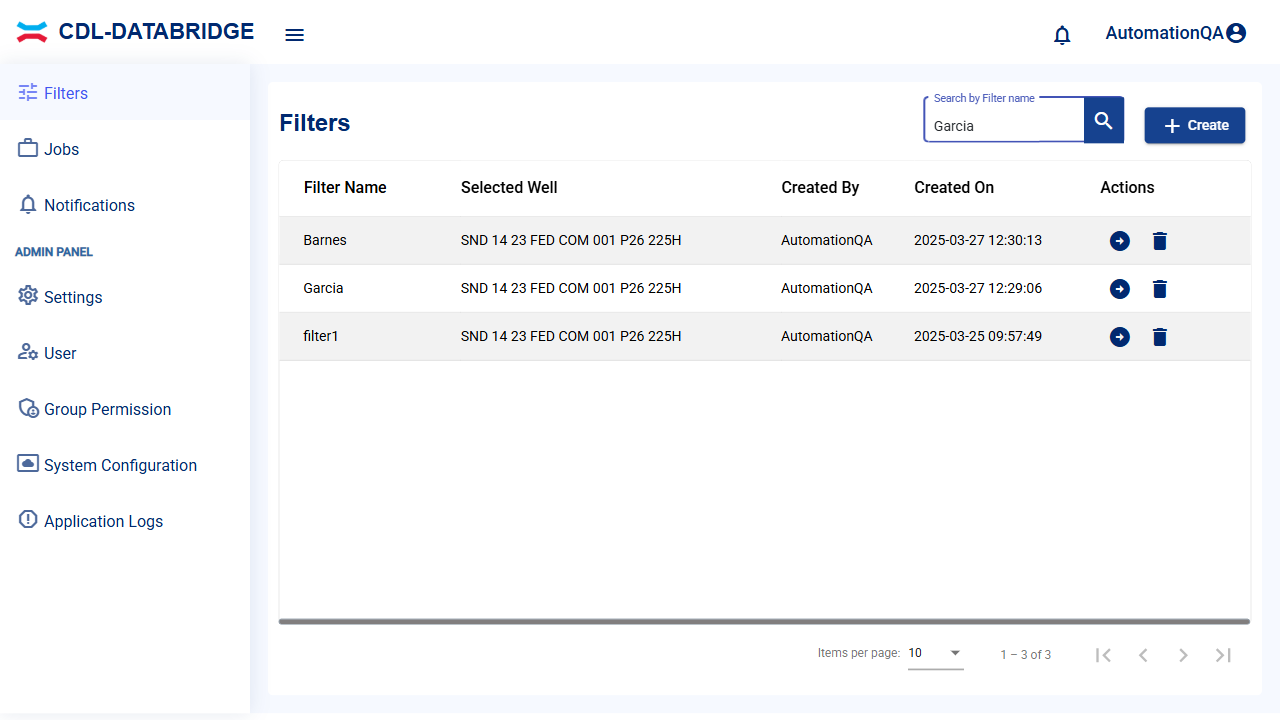 CDL-DATABRIDGE
AutomationQA
Filters
Jobs
Notifications
ADMIN PANEL
Settings
User
Group Permission
System Configuration
Application Logs
Filters
Search by Filter name
Garcia
Create
Filter Name Selected Well Created By Created On Actions
Barnes SND 14 23 FED COM 001 P26 225H AutomationQA 2025-03-27 12:30:13
Garcia SND 14 23 FED COM 001 P26 225H AutomationQA 2025-03-27 12:29:06
filter1 SND 14 23 FED COM 001 P26 225H AutomationQA 2025-03-25 09:57:49
Items per page: 10 1 – 3 of 3